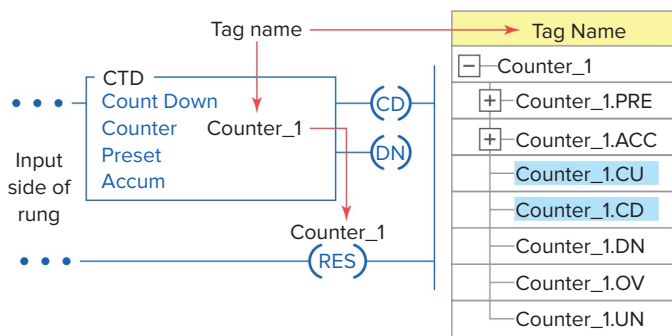 Tag name
CTD
Count Down
Counter Counter_1
Preset
Accum
CD
DN
Input
side of
rung
Counter_1
RES
Tag Name
Counter_1
Counter_1.PRE
Counter_1.ACC
Counter_1.CU
Counter_1.CD
Counter_1.DN
Counter_1.OV
Counter_1.UN